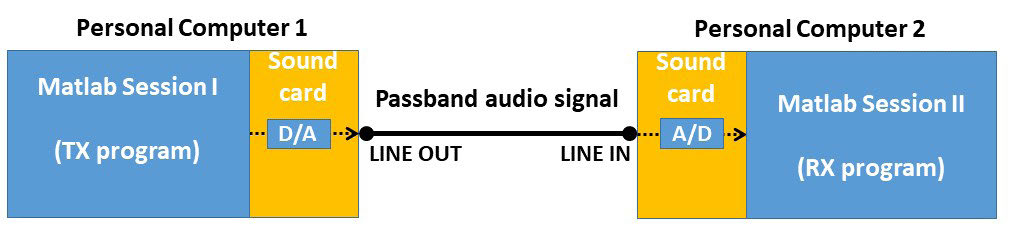 Personal Computer 1
Personal Computer 2
Matlab Session I
(TX program)
Sound
card
D/A
Passband audio signal
LINE OUT
LINE IN
Sound
card
A/D
Matlab Session II
(RX program)